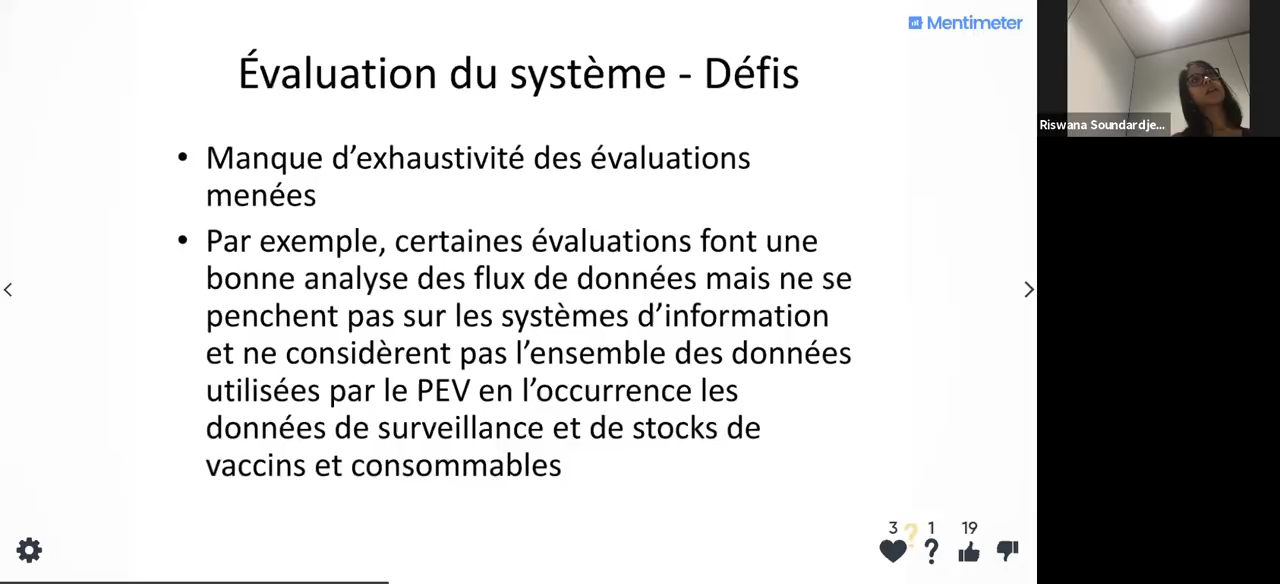 Mentimeter
Évaluation du système - Défis
• Manque d’exhaustivité des évaluations
menées
• Par exemple, certaines évaluations font une
bonne analyse des flux de données mais ne se
penchent pas sur les systèmes d’information
et ne considèrent pas l’ensemble des données
utilisées par le PEV en l’occurrence les
données de surveillance et de stocks de
vaccins et consommables
3 ? 1 19
?
Riswana Soundardje...